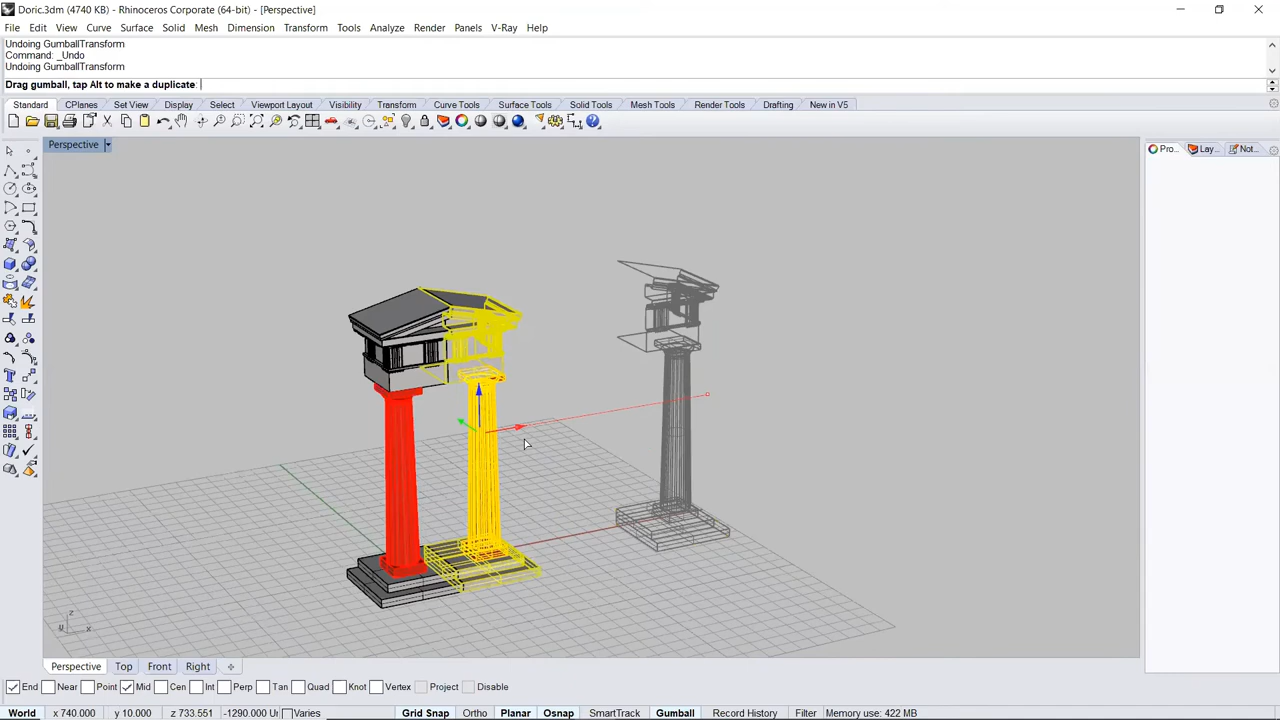 Doric.3dm (4740 KB) - Rhinoceros Corporate (64-bit) - [Perspective]
File Edit View Curve Surface Solid Mesh Dimension Transform Tools Analyze Render Panels V-Ray Help
Undoing GumballTransform
Command: _Undo
Undoing GumballTransform
Drag gumball, tap Alt to make a duplicate:
Standard CPlanes Set View Display Select Viewport Layout Visibility Transform Curve Tools Surface Tools Solid Tools Mesh Tools Render Tools Drafting New in V5
Perspective
Pro... Lay... Not...
z
x
Perspective Top Front Right
End Near Point Mid Cen Int Perp Tan Quad Knot Vertex Project Disable
World x 740.000 y 10.000 z 733.551 -1290.000 Un Varies Grid Snap Ortho Planar Osnap SmartTrack Gumball Record History Filter Memory use: 422 MB